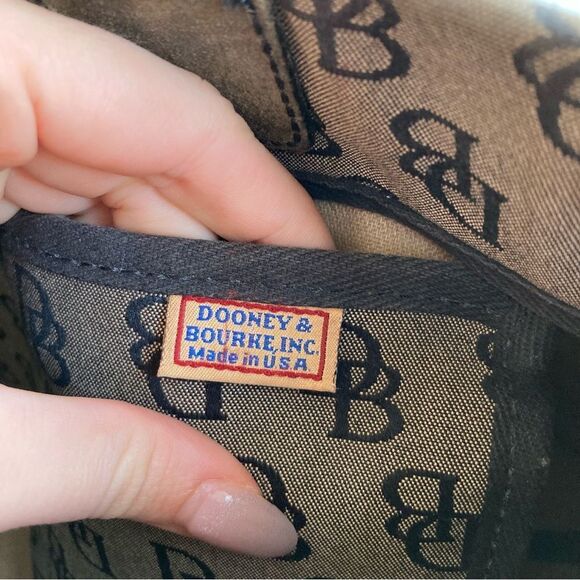 DOONEY &
BOURKE, INC.
Made in U.S.A